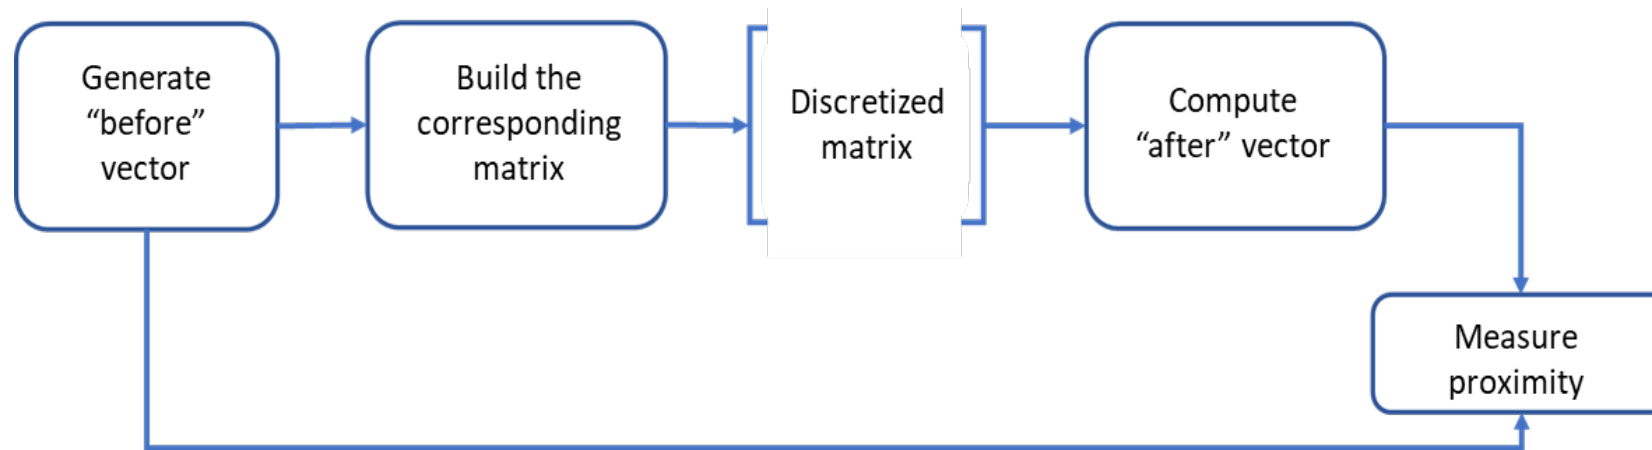 Generate
“before”
vector
Build the
corresponding
matrix
Discretized
matrix
Compute
“after” vector
Measure
proximity